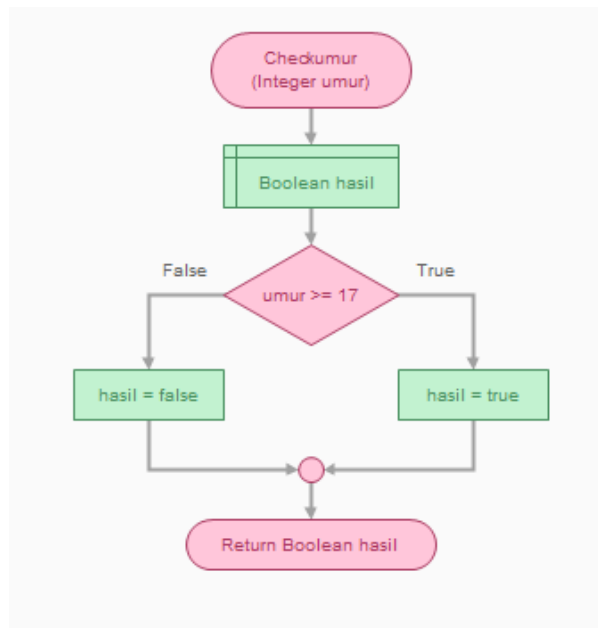 Checkumur
(Integer umur)
Boolean hasil
False
True
umur >= 17
hasil = false
hasil = true
Return Boolean hasil